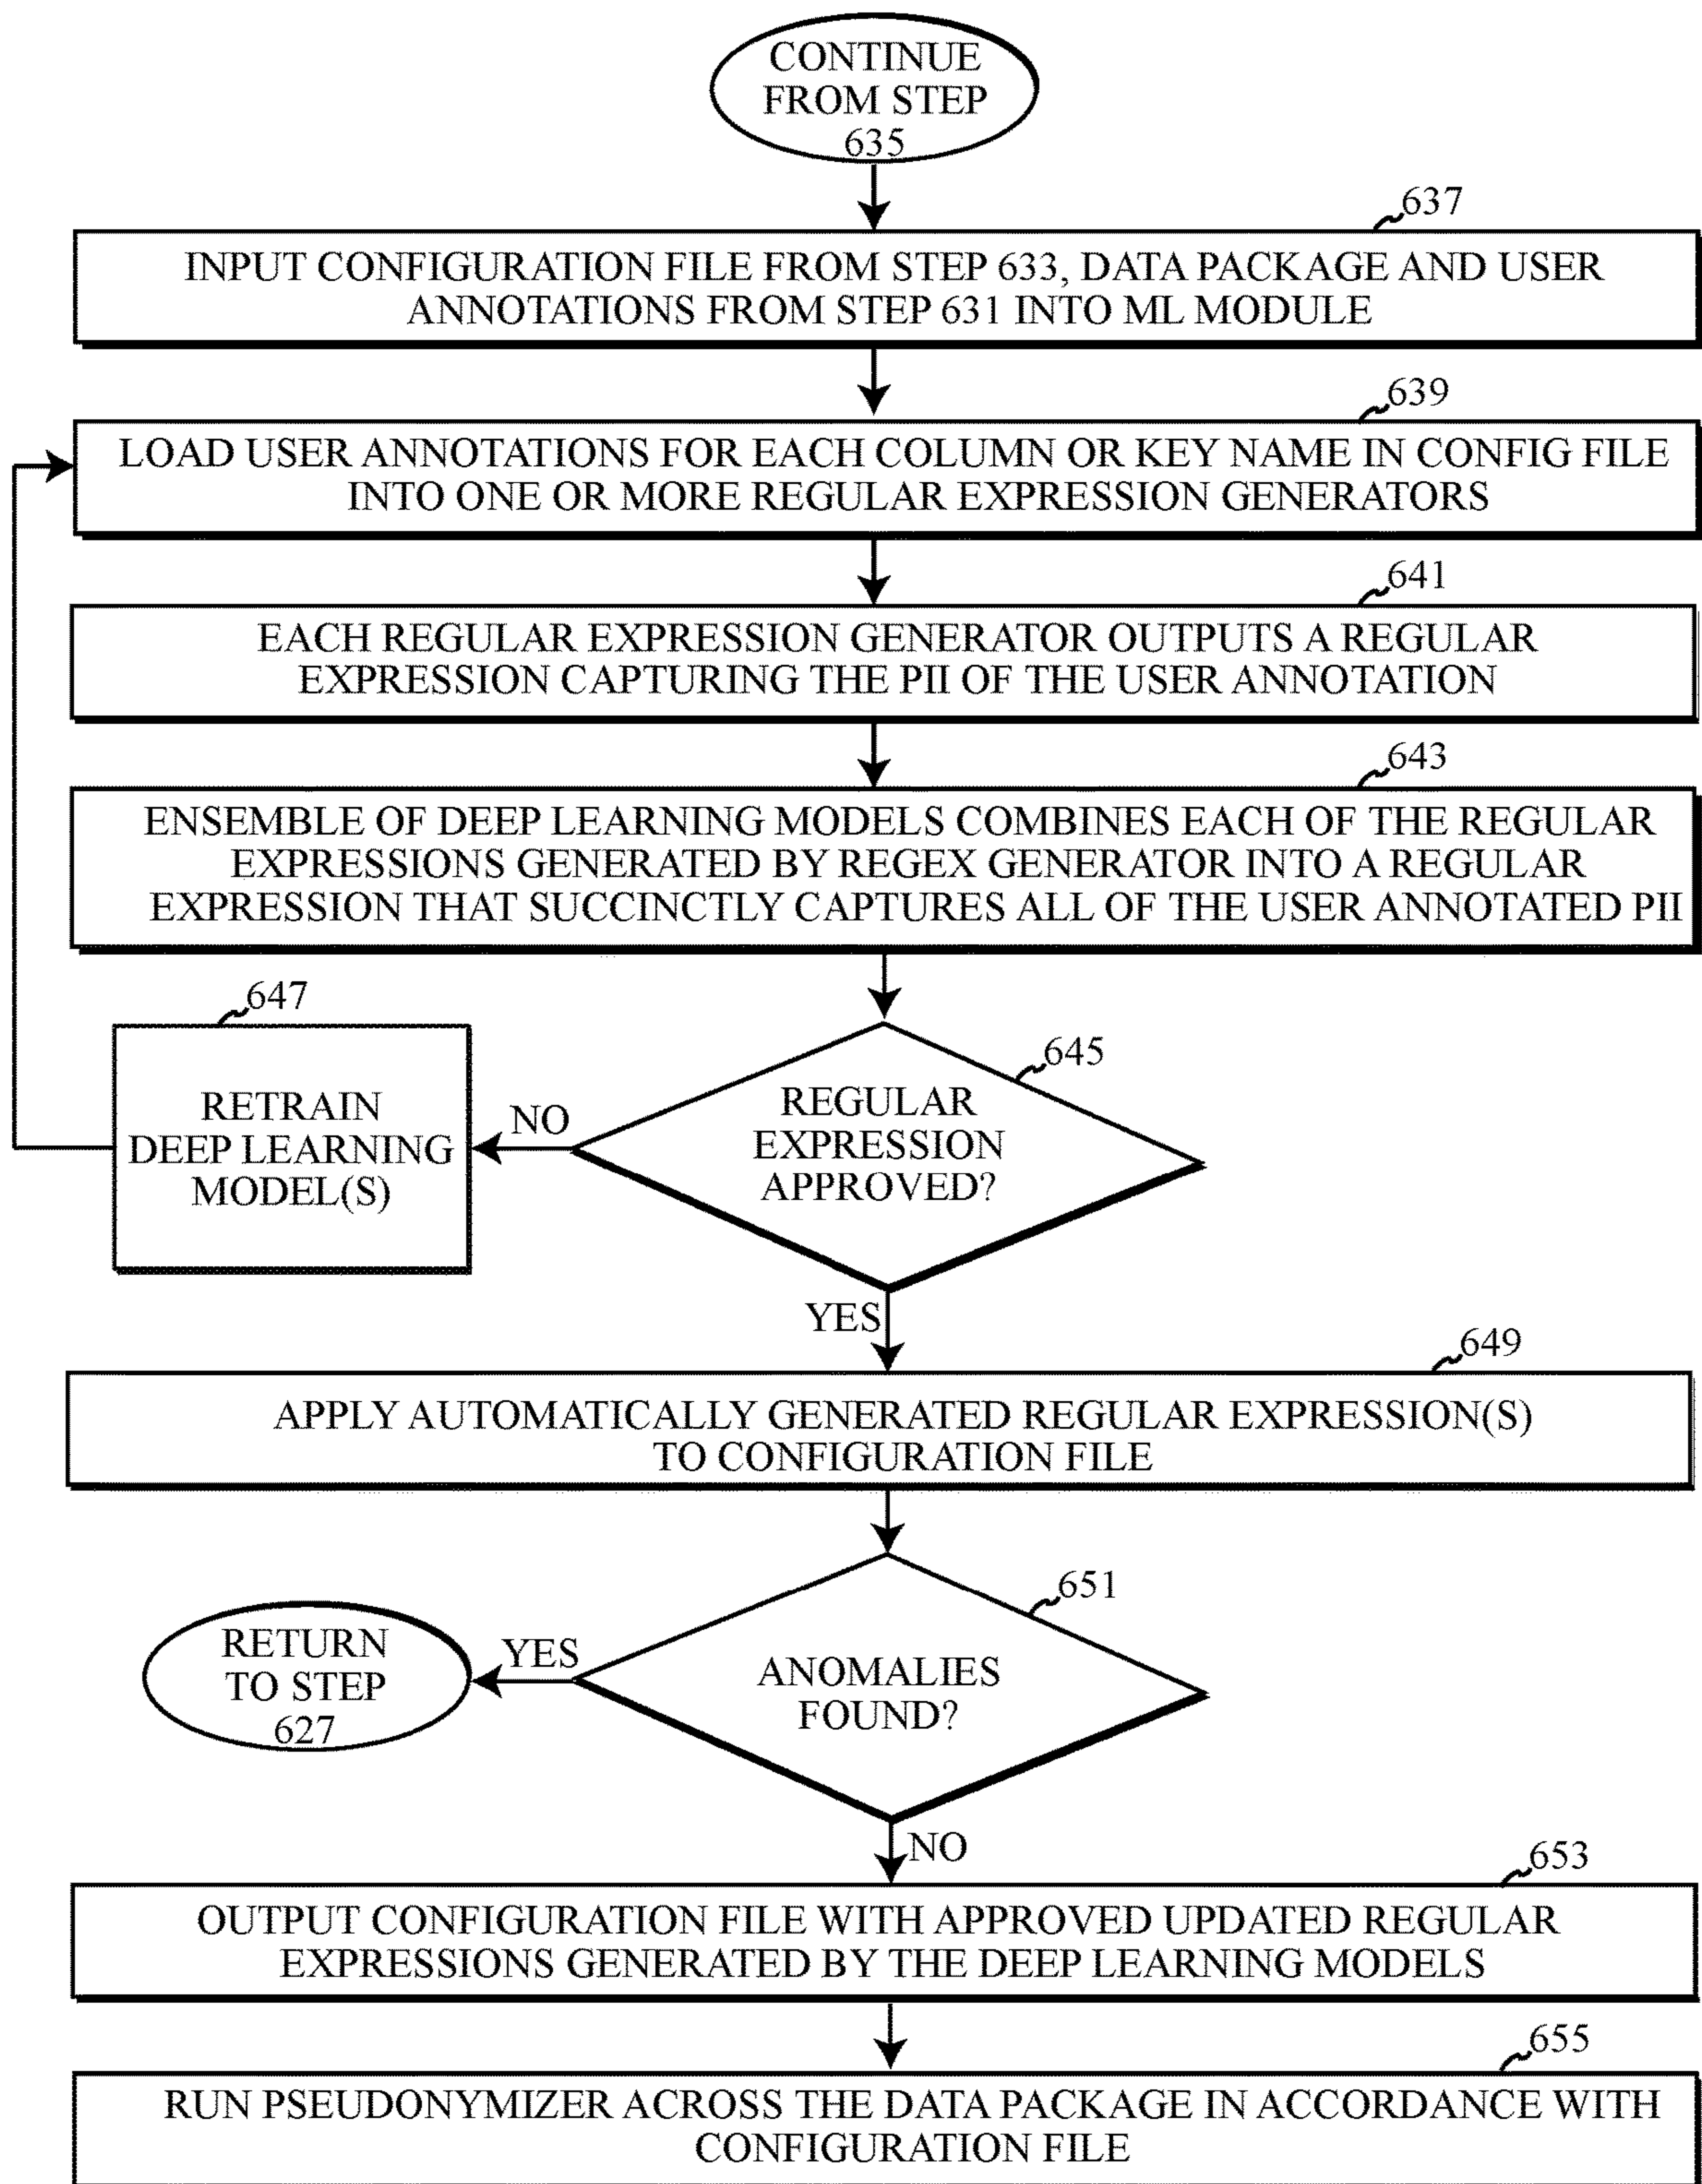 CONTINUE
FROM STEP
635
637
INPUT CONFIGURATION FILE FROM STEP 633, DATA PACKAGE AND USER
ANNOTATIONS FROM STEP 631 INTO ML MODULE
639
LOAD USER ANNOTATIONS FOR EACH COLUMN OR KEY NAME IN CONFIG FILE
INTO ONE OR MORE REGULAR EXPRESSION GENERATORS
641
EACH REGULAR EXPRESSION GENERATOR OUTPUTS A REGULAR
EXPRESSION CAPTURING THE PII OF THE USER ANNOTATION
643
ENSEMBLE OF DEEP LEARNING MODELS COMBINES EACH OF THE REGULAR
EXPRESSIONS GENERATED BY REGEX GENERATOR INTO A REGULAR
EXPRESSION THAT SUCCINCTLY CAPTURES ALL OF THE USER ANNOTATED PII
647
RETRAIN
DEEP LEARNING
MODEL(S)
NO
645
REGULAR
EXPRESSION
APPROVED?
YES
649
APPLY AUTOMATICALLY GENERATED REGULAR EXPRESSION(S)
TO CONFIGURATION FILE
651
ANOMALIES
FOUND?
YES
RETURN
TO STEP
627
NO
653
OUTPUT CONFIGURATION FILE WITH APPROVED UPDATED REGULAR
EXPRESSIONS GENERATED BY THE DEEP LEARNING MODELS
655
RUN PSEUDONYMIZER ACROSS THE DATA PACKAGE IN ACCORDANCE WITH
CONFIGURATION FILE